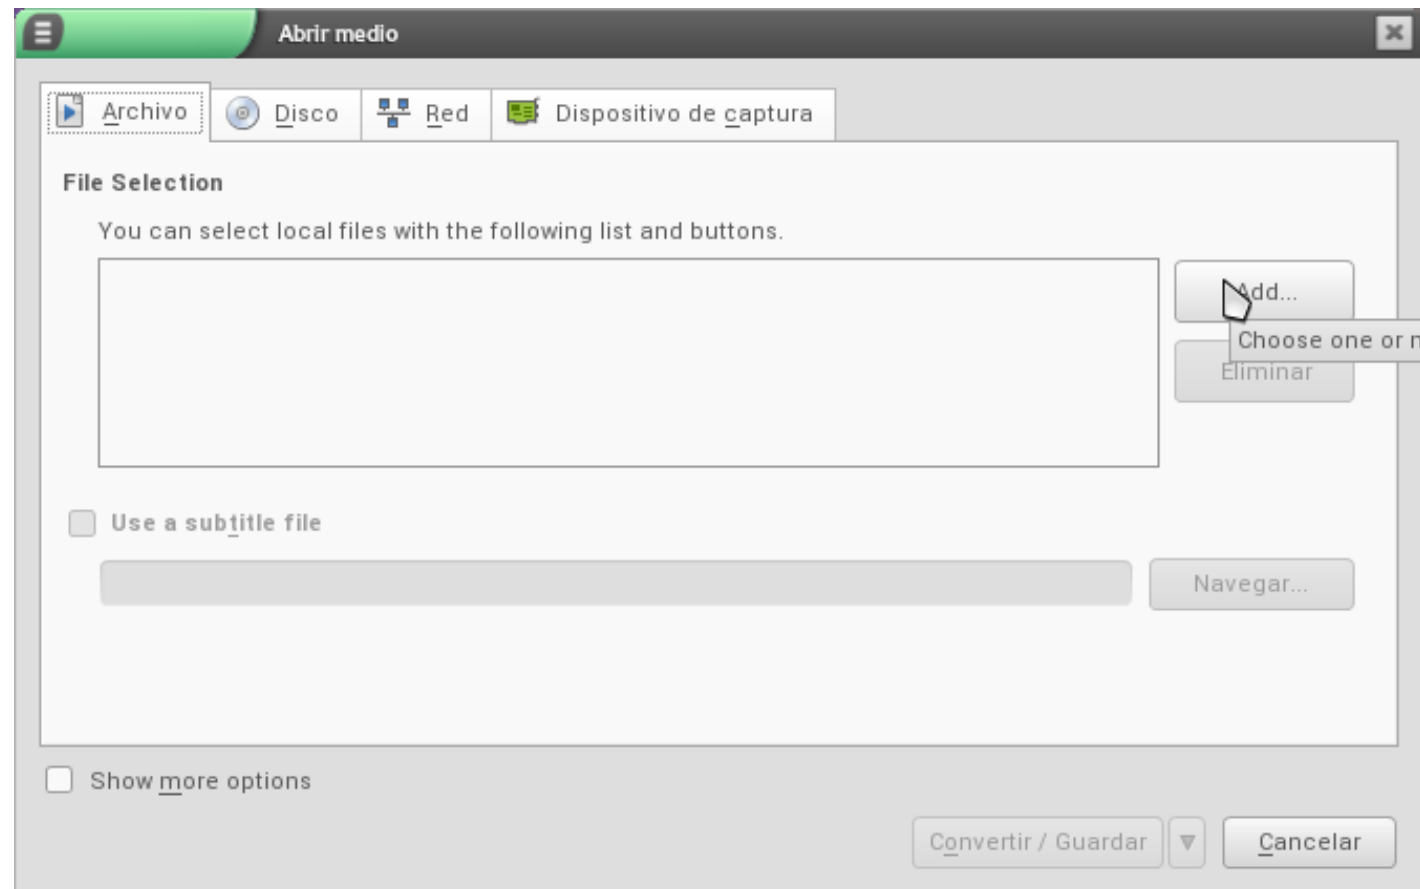 Abrir medio
Archivo Disco Red Dispositivo de captura
File Selection
You can select local files with the following list and buttons.
Add...
Choose one or
Eliminar
Use a subtitle file
Navegar...
Show more options
Convertir / Guardar Cancelar